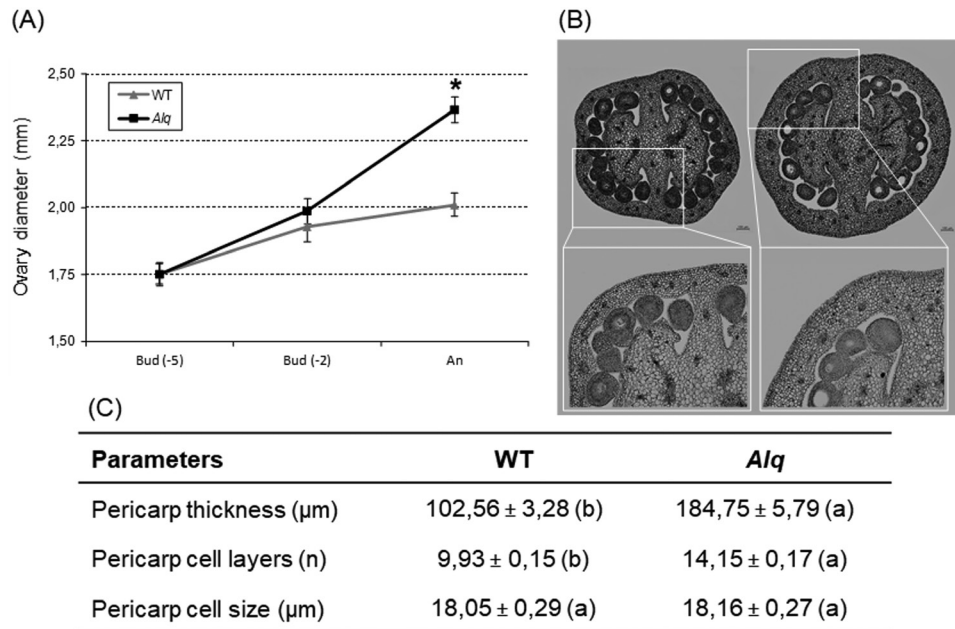 (A)
Ovary diameter (mm)
2,50
2,25
2,00
1,75
1,50
WT
Alq
*
Bud (-5)
Bud (-2)
An
(B)
(C)
Parameters WT Alq
Pericarp thickness (µm) 102,56 ± 3,28 (b) 184,75 ± 5,79 (a)
Pericarp cell layers (n) 9,93 ± 0,15 (b) 14,15 ± 0,17 (a)
Pericarp cell size (µm) 18,05 ± 0,29 (a) 18,16 ± 0,27 (a)